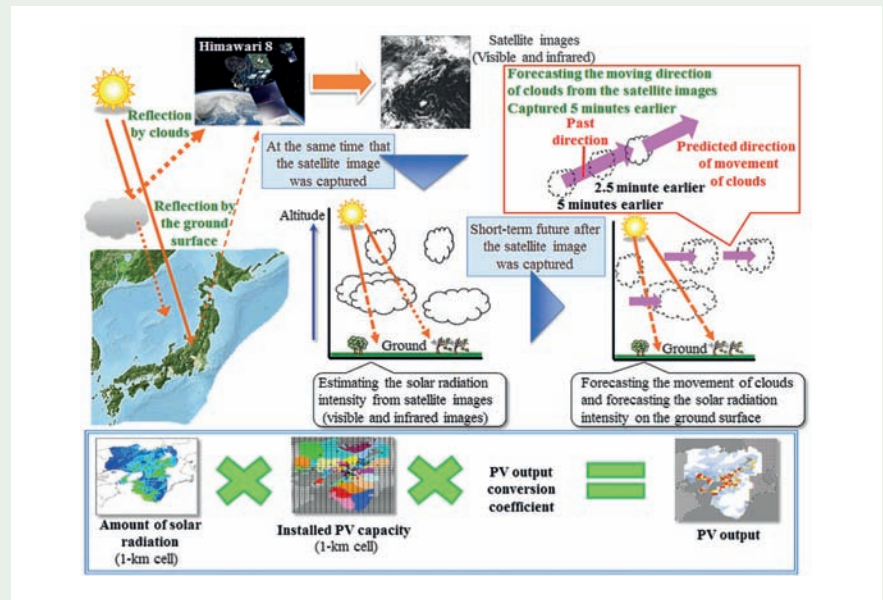 Himawari 8
Satellite images
(Visible and infrared)
Forecasting the moving direction
of clouds from the satellite images
Captured 5 minutes earlier
Past
direction
Predicted direction
of movement
of clouds
2.5 minute earlier
5 minutes earlier
Reflection
by clouds
At the same time that
the satellite image
was captured
Reflection by
the ground
surface
Altitude
Short-term future after
the satellite image
was captured
Ground
Ground
Estimating the solar radiation
intensity from satellite images
(visible and infrared images)
Forecasting the movement of clouds
and forecasting the solar radiation
intensity on the ground surface
Amount of solar
radiation
(1-km cell)
Installed PV capacity
(1-km cell)
PV output
conversion
coefficient
PV output